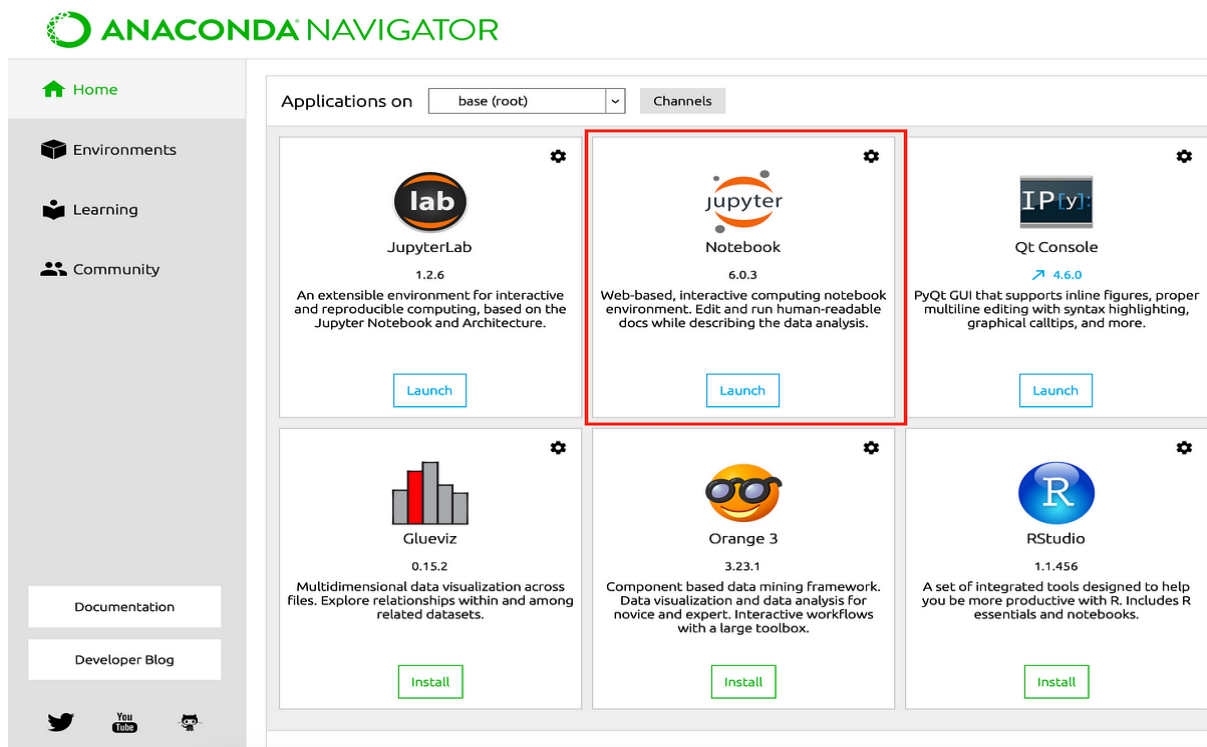 ANACONDA NAVIGATOR
Home
Environments
Learning
Community
Documentation
Developer Blog
You
Tube
Applications on
base (root)
Channels
lab
JupyterLab
1.2.6
An extensible environment for interactive
and reproducible computing, based on the
Jupyter Notebook and Architecture.
Launch
jupyter
Notebook
6.0.3
Web-based, interactive computing notebook
environment. Edit and run human-readable
docs while describing the data analysis.
Launch
IP[y]:
Qt Console
4.6.0
PyQt GUI that supports inline figures, proper
multiline editing with syntax highlighting,
graphical calltips, and more.
Launch
Glueviz
0.15.2
Multidimensional data visualization across
files. Explore relationships within and among
related datasets.
Install
Orange 3
3.23.1
Component based data mining framework.
Data visualization and data analysis for
novice and expert. Interactive workflows
with a large toolbox.
Install
R
RStudio
1.1.456
A set of integrated tools designed to help
you be more productive with R. Includes R
essentials and notebooks.
Install